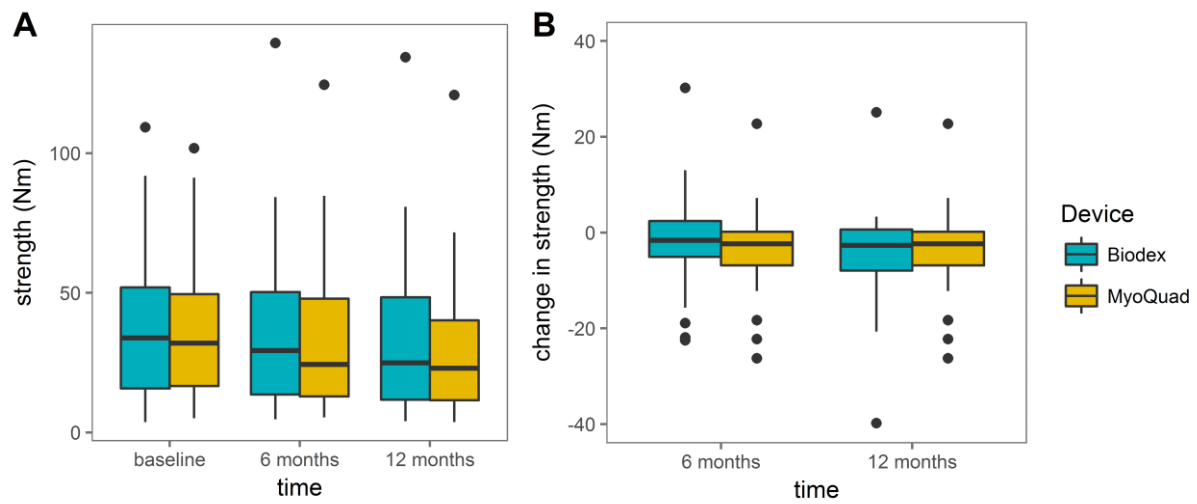 A
strength (Nm)
100
50
0
baseline
6 months
12 months
time
B
change in strength (Nm)
40
20
0
-20
-40
6 months
12 months
time
Device
Biodex
MyoQuad